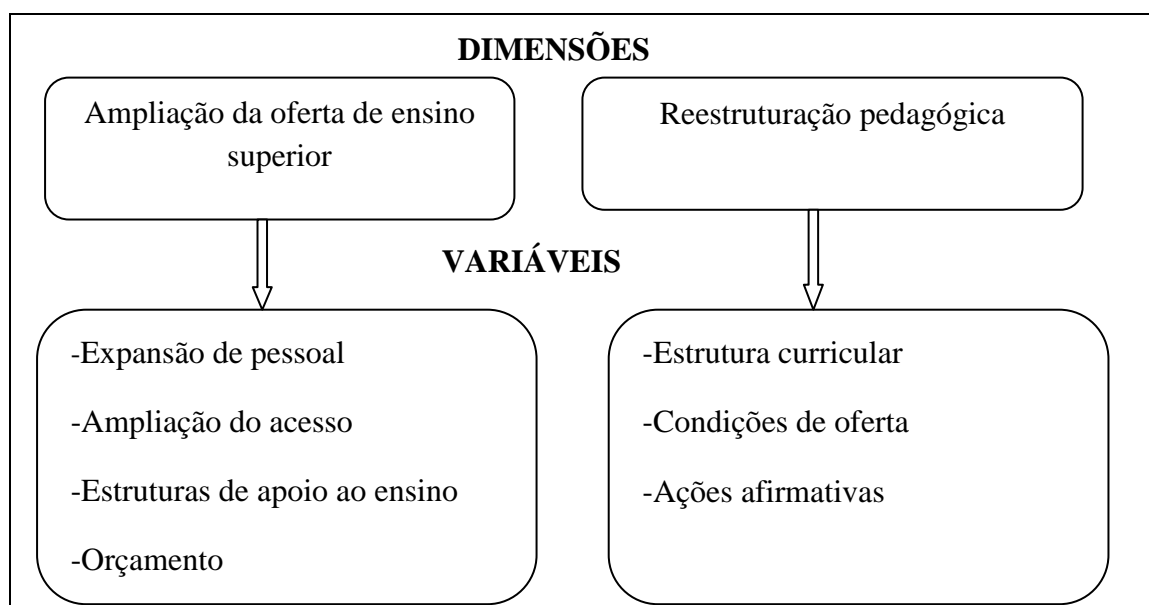 DIMENSÕES
Ampliação da oferta de ensino
superior
Reestruturação pedagógica
VARIÁVEIS
-Expansão de pessoal
-Ampliação do acesso
-Estruturas de apoio ao ensino
-Orçamento
-Estrutura curricular
-Condições de oferta
-Ações afirmativas